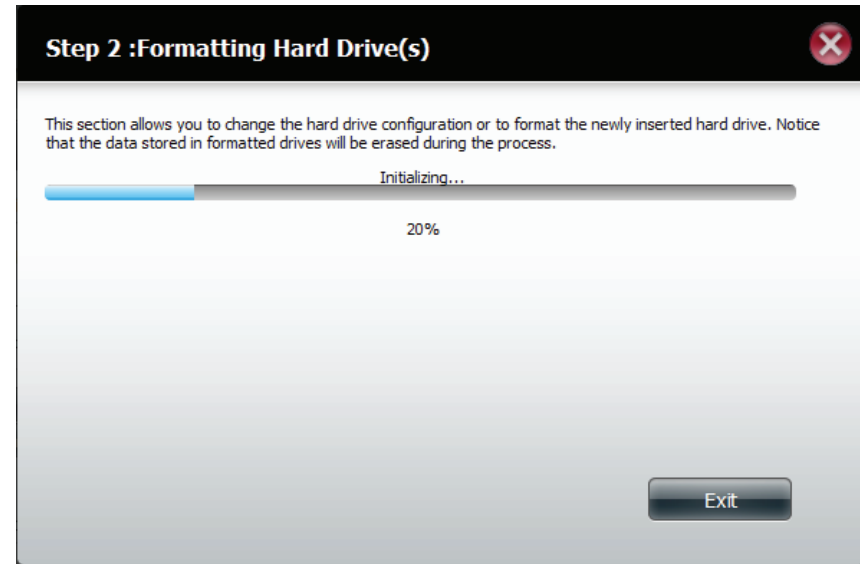 Step 2 :Formatting Hard Drive(s)
This section allows you to change the hard drive configuration or to format the newly inserted hard drive. Notice
that the data stored in formatted drives will be erased during the process.
Initializing...
20%
Exit